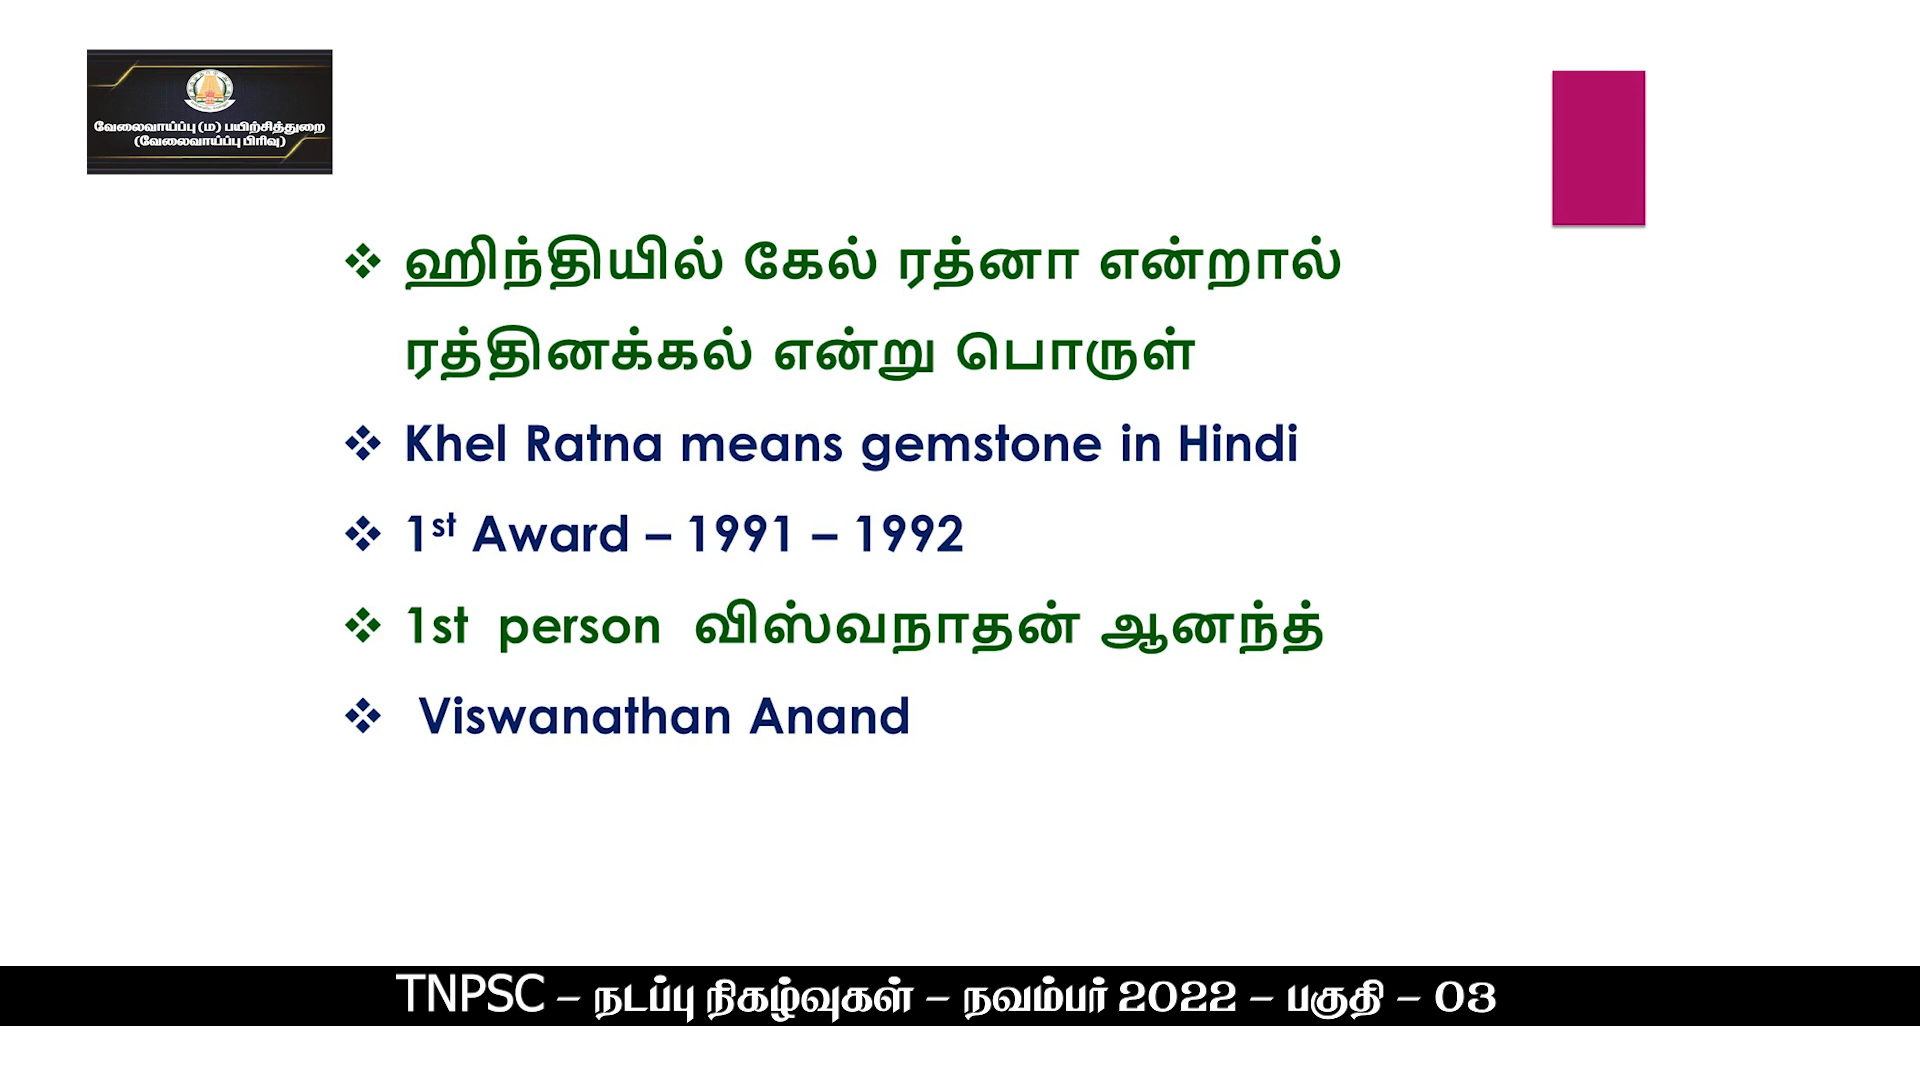 வேலைவாய்ப்பு (ம) பயிற்சித்துறை
(வேலைவாய்ப்பு பிரிவு)
❖ ஹிந்தியில் கேல் ரத்னா என்றால்
ரத்தினக்கல் என்று பொருள்
❖ Khel Ratna means gemstone in Hindi
❖ 1st Award – 1991 – 1992
❖ 1st person விஸ்வநாதன் ஆனந்த்
❖ Viswanathan Anand
TNPSC – நடப்பு நிகழ்வுகள் – நவம்பர் 2022 – பகுதி – 03